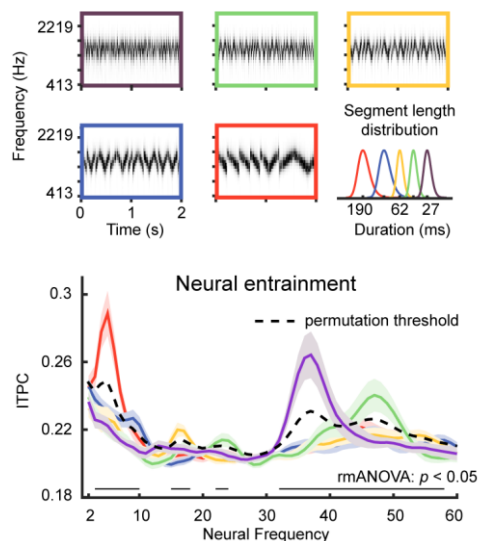 2219
Frequency (Hz)
413
2219
413
0
2
Time (s)
Segment length
distribution
190
62
27
Duration (ms)
Neural entrainment
0.3
permutation threshold
0.26
ITPC
0.22
rmANOVA: p < 0.05
0.18
2
10
20
30
40
50
60
Neural Frequency